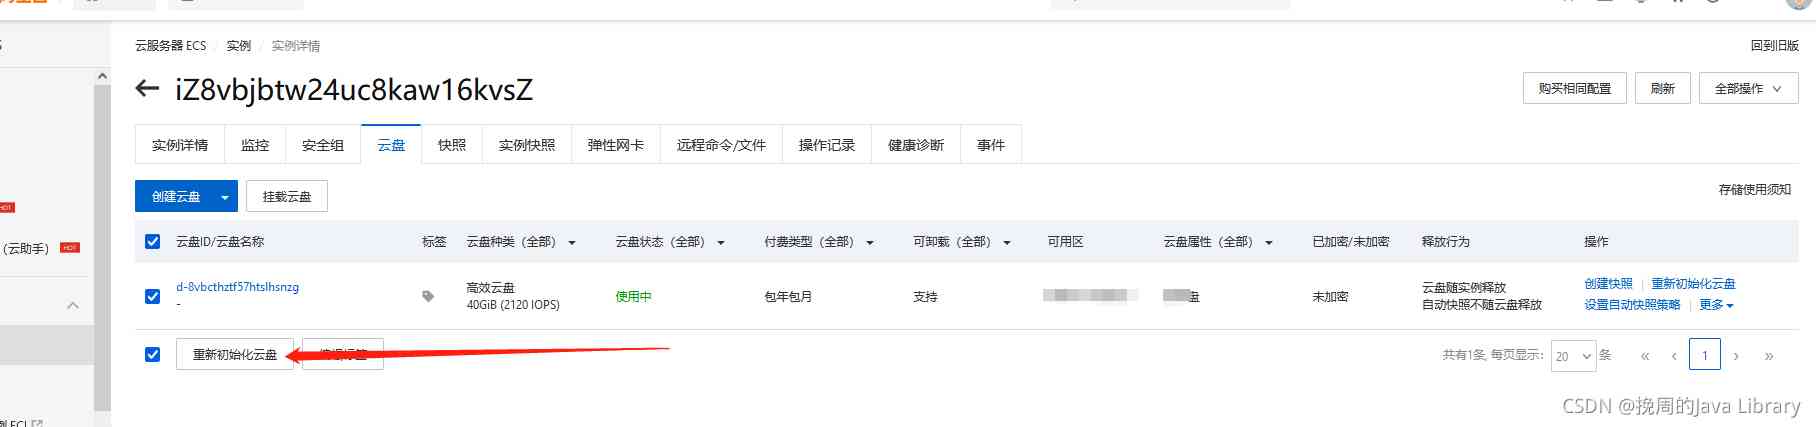 云服务器 ECS / 实例 / 实例详情
回到旧版
iZ8vbjbtw24uc8kaw16kvsZ
购买相同配置 刷新 全部操作
实例详情 监控 安全组 云盘 快照 实例快照 弹性网卡 远程命令/文件 操作记录 健康诊断 事件
创建云盘 挂载云盘
存储使用须知
HOT
(云助手) HOT
云盘ID/云盘名称 标签 云盘种类（全部） 云盘状态（全部） 付费类型（全部） 可卸载（全部） 可用区 云盘属性（全部） 已加密/未加密 释放行为 操作
d-8vbcthztf57htslhsnzg
-
高效云盘
40GiB (2120 IOPS)
使用中 包年包月 支持
盘 未加密
云盘随实例释放
自动快照不随云盘释放
创建快照 | 重新初始化云盘
设置自动快照策略 | 更多
重新初始化云盘
共有1条, 每页显示: 20 条 « ‹ 1 › »
例 ECI
CSDN @挽周的Java Library